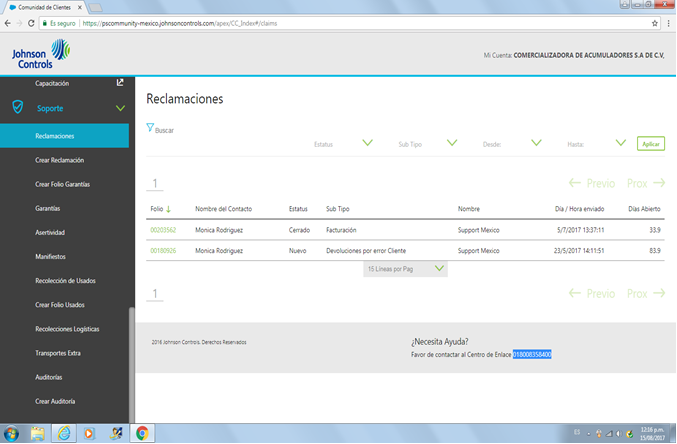 Comunidad de Clientes
Es seguro https://pscommunity-mexico.johnsoncontrols.com/apex/CC_Index#/claims
Johnson
Controls
Mi Cuenta: COMERCIALIZADORA DE ACUMULADORES S.A DE C.V,
Capacitación
Soporte
Reclamaciones
Crear Reclamación
Crear Folio Garantías
Garantías
Asertividad
Manifiestos
Recolección de Usados
Crear Folio Usados
Recolecciones Logísticas
Transportes Extra
Auditorías
Crear Auditoría
Reclamaciones
Buscar
Estatus Sub Tipo Desde: Hasta: Aplicar
1 Previo Prox
Folio Nombre del Contacto Estatus Sub Tipo Nombre Día / Hora enviado Días Abierto
00203562 Monica Rodriguez Cerrado Facturación Support Mexico 5/7/2017 13:37:11 33.9
00180926 Monica Rodriguez Nuevo Devoluciones por error Cliente Support Mexico 23/5/2017 14:11:51 83.9
15 Líneas por Pag
1 Previo Prox
2016 Johnson Controls. Derechos Reservados
¿Necesita Ayuda?
Favor de contactar al Centro de Enlace 018008358400
ES
12:16 p.m.
15/08/2017